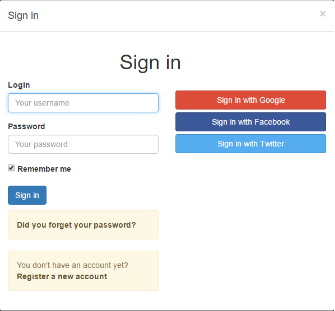 Sign in
×
Sign in
Login
Your username
Password
Your password
Remember me
Sign in
Did you forget your password?
You don't have an account yet?
Register a new account
Sign in with Google
Sign in with Facebook
Sign in with Twitter